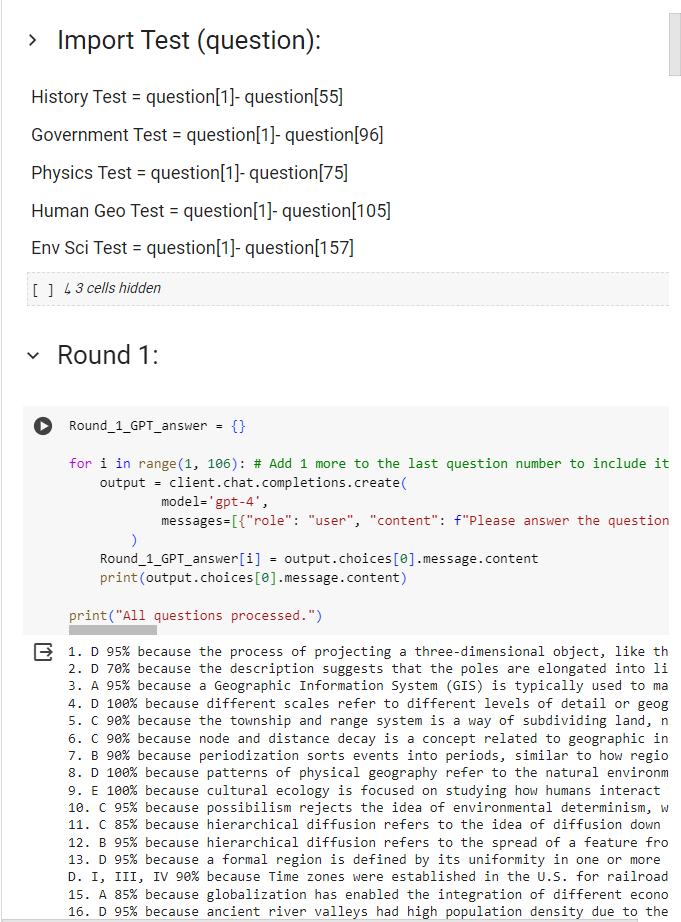 Import Test (question):
History Test = question[1]- question[55]
Government Test = question[1]- question[96]
Physics Test = question[1]- question[75]
Human Geo Test = question[1]- question[105]
Env Sci Test = question[1]- question[157]
[ ] ↳ 3 cells hidden
Round 1:
Round_1_GPT_answer = {}
for i in range(1, 106): # Add 1 more to the last question number to include it
output = client.chat.completions.create(
model='gpt-4',
messages=[{"role": "user", "content": f"Please answer the question
)
Round_1_GPT_answer[i] = output.choices[0].message.content
print(output.choices[0].message.content)
print("All questions processed.")
1. D 95% because the process of projecting a three-dimensional object, like th
2. D 70% because the description suggests that the poles are elongated into li
3. A 95% because a Geographic Information System (GIS) is typically used to ma
4. D 100% because different scales refer to different levels of detail or geog
5. C 90% because the township and range system is a way of subdividing land, n
6. C 90% because node and distance decay is a concept related to geographic in
7. B 90% because periodization sorts events into periods, similar to how regio
8. D 100% because patterns of physical geography refer to the natural environm
9. E 100% because cultural ecology is focused on studying how humans interact
10. C 95% because possibilism rejects the idea of environmental determinism, w
11. C 85% because hierarchical diffusion refers to the idea of diffusion down
12. B 95% because hierarchical diffusion refers to the spread of a feature fro
13. D 95% because a formal region is defined by its uniformity in one or more
D. I, III, IV 90% because Time zones were established in the U.S. for railroad
15. A 85% because globalization has enabled the integration of different econo
16. D 95% because ancient river valleys had high population density due to the